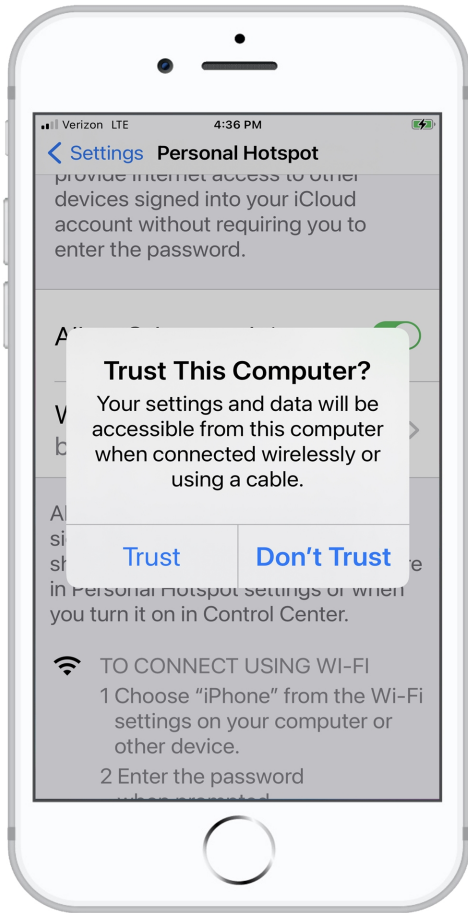 Verizon LTE 4:36 PM
Settings Personal Hotspot
provide Internet access to other
devices signed into your iCloud
account without requiring you to
enter the password.
Trust This Computer?
Your settings and data will be
accessible from this computer
when connected wirelessly or
using a cable.
Trust Don't Trust
in Personal Hotspot settings or when
you turn it on in Control Center.
TO CONNECT USING WI-FI
1 Choose “iPhone” from the Wi-Fi
settings on your computer or
other device.
2 Enter the password
when prompted